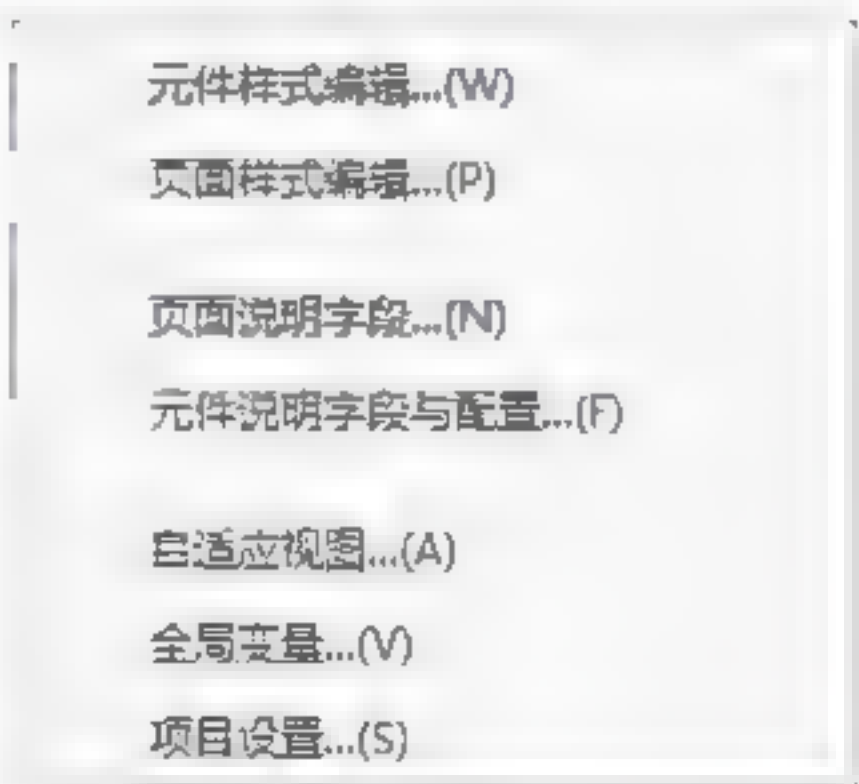 元件样式编辑...(W)
页面样式编辑...(P)
页面说明字段...(N)
元件说明字段与配置...(F)
自适应视图...(A)
全局变量...(V)
项目设置...(S)